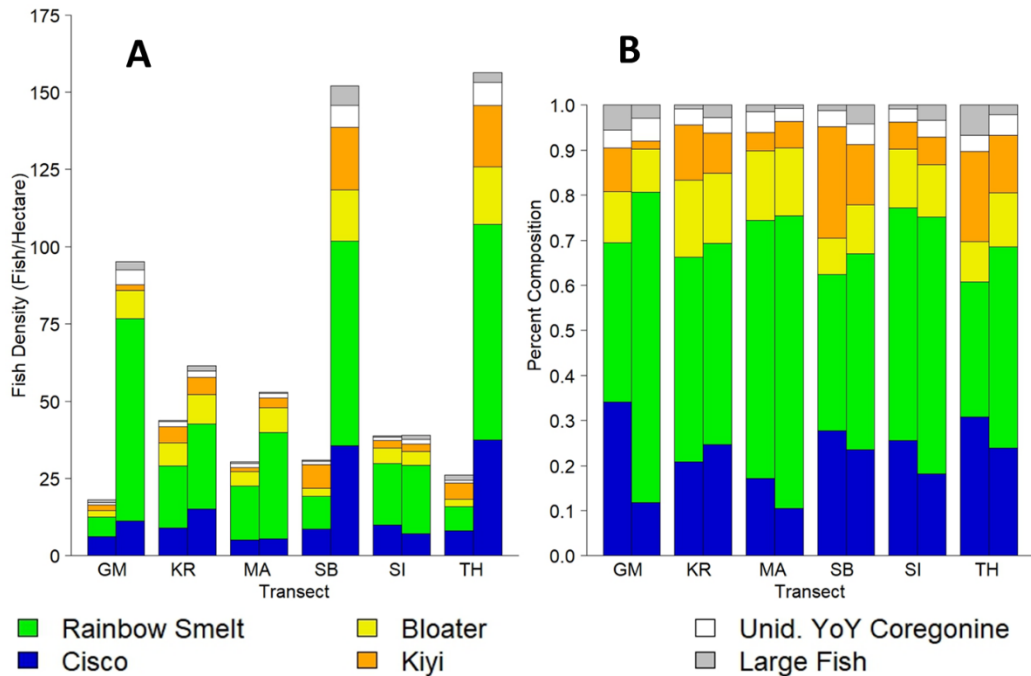 A
Fish Density (Fish/Hectare)
175
150
125
100
75
50
25
0
GM KR MA SB SI TH
Transect
B
Percent Composition
1.0
0.9
0.8
0.7
0.6
0.5
0.4
0.3
0.2
0.1
0.0
GM KR MA SB SI TH
Transect
Rainbow Smelt Bloater Unid. YoY Coregonine
Cisco Kiyi Large Fish